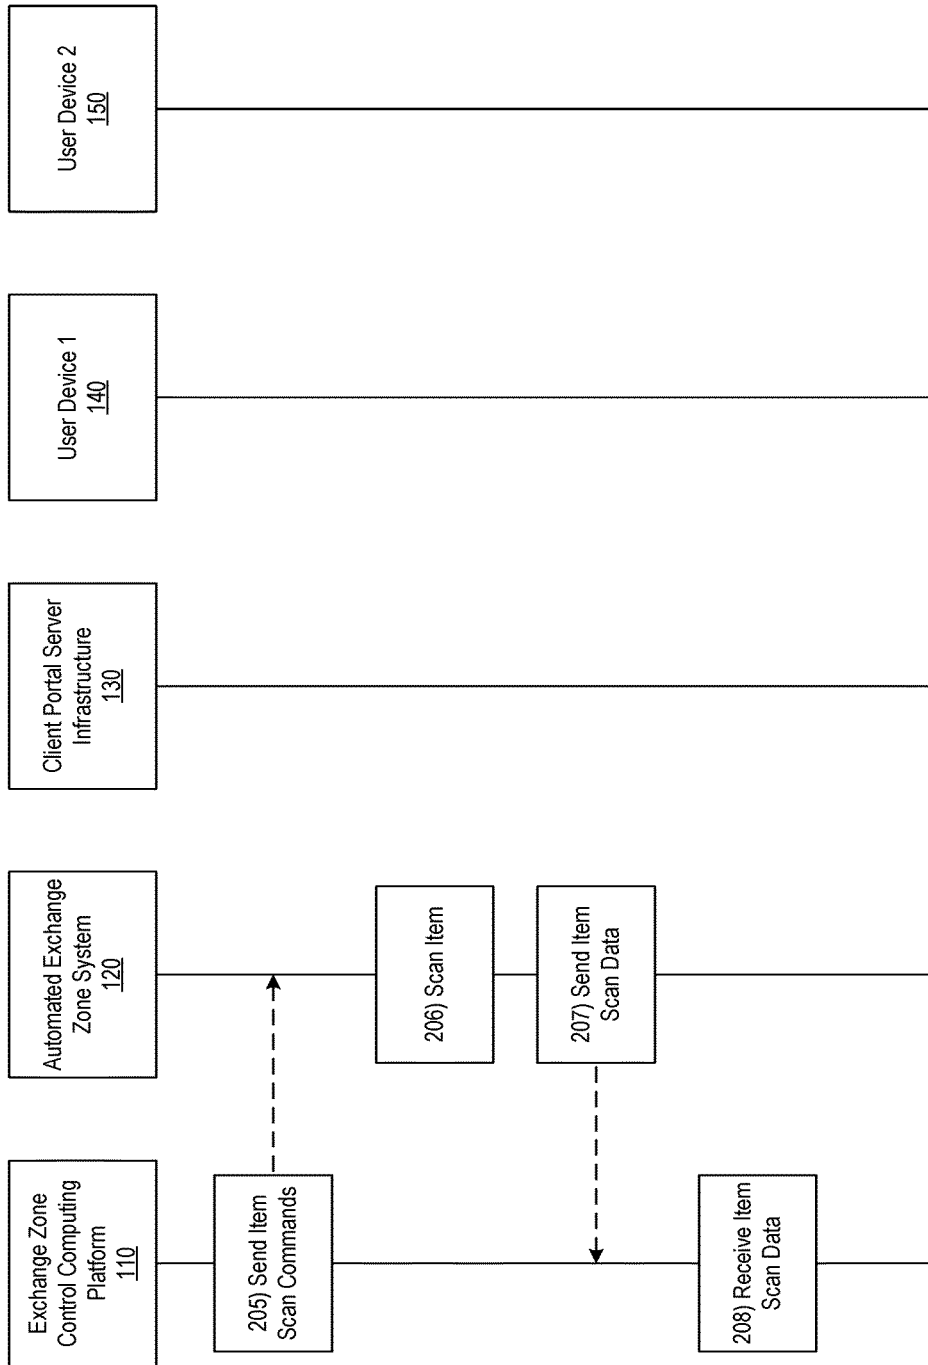 Exchange Zone
Control Computing
Platform
110
Automated Exchange
Zone System
120
Client Portal Server
Infrastructure
130
User Device 1
140
User Device 2
150
205) Send Item
Scan Commands
206) Scan Item
207) Send Item
Scan Data
208) Receive Item
Scan Data